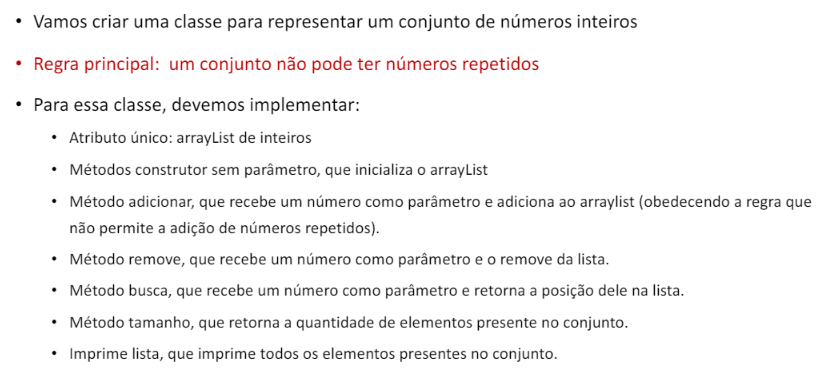 • Vamos criar uma classe para representar um conjunto de números inteiros
• Regra principal: um conjunto não pode ter números repetidos
• Para essa classe, devemos implementar:
• Atributo único: arrayList de inteiros
• Métodos construtor sem parâmetro, que inicializa o arrayList
• Método adicionar, que recebe um número como parâmetro e adiciona ao arraylist (obedecendo a regra que
não permite a adição de números repetidos).
• Método remove, que recebe um número como parâmetro e o remove da lista.
• Método busca, que recebe um número como parâmetro e retorna a posição dele na lista.
• Método tamanho, que retorna a quantidade de elementos presente no conjunto.
• Imprime lista, que imprime todos os elementos presentes no conjunto.